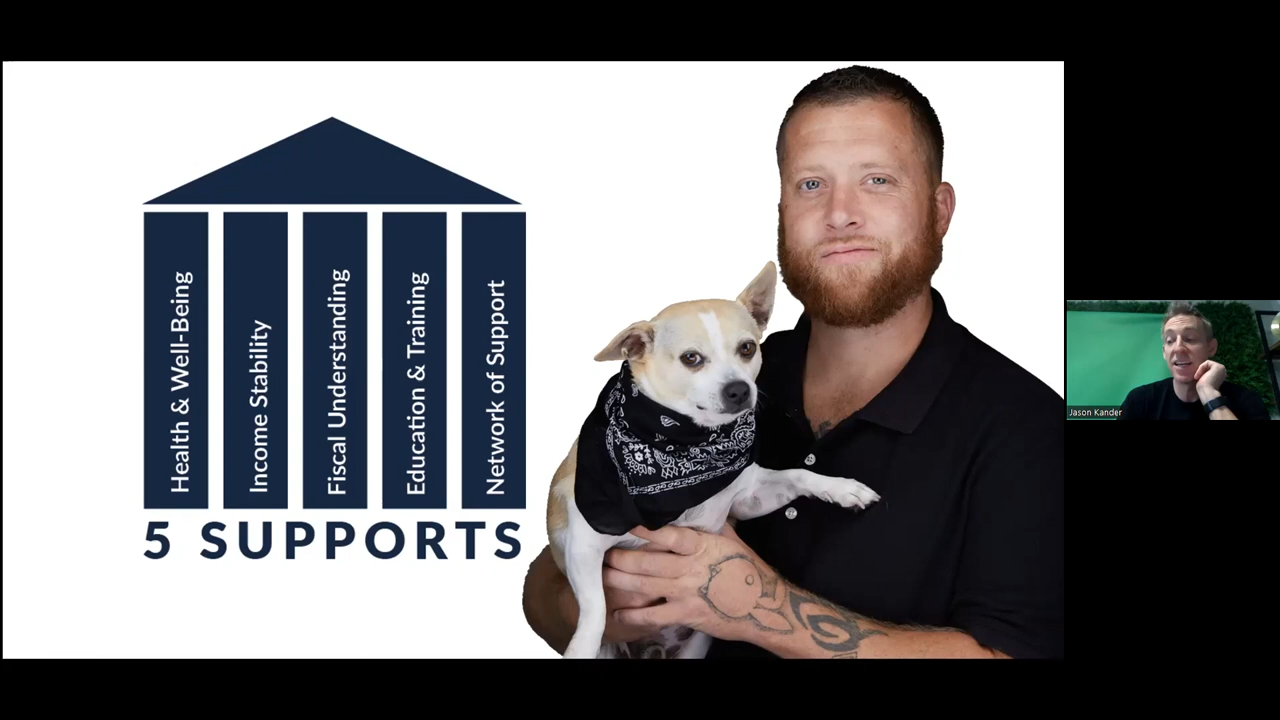 Health & Well-Being
Income Stability
Fiscal Understanding
Education & Training
Network of Support
5 SUPPORTS
Jason Kander